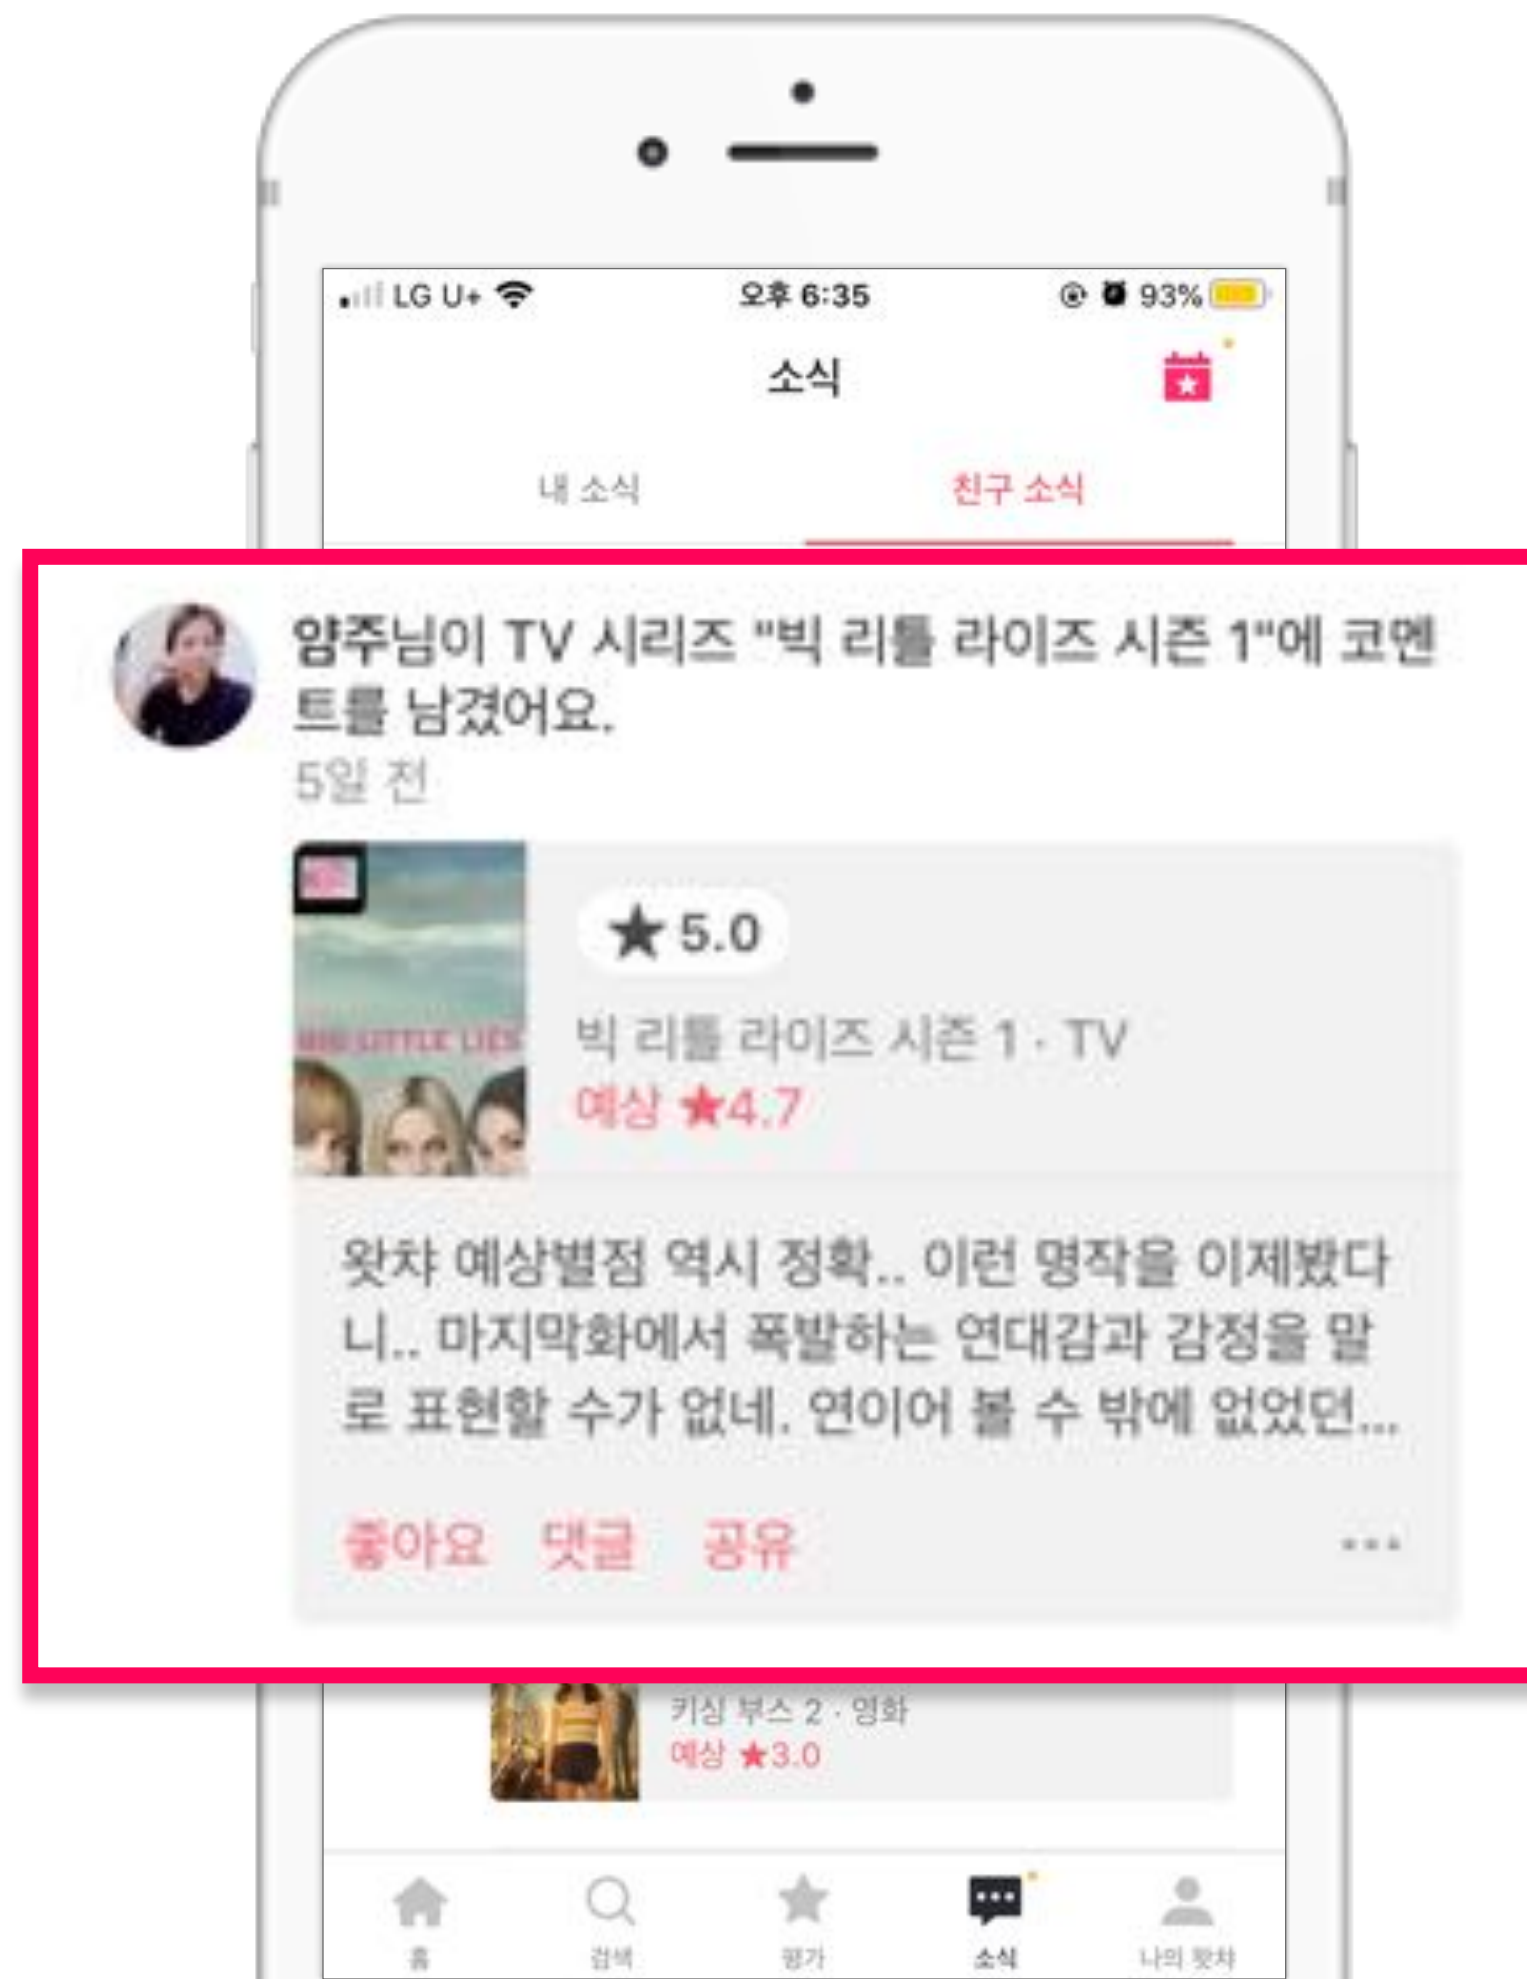 LG U+ 오후 6:35 93%
소식
내 소식 친구 소식
얌주님이 TV 시리즈 "빅 리틀 라이즈 시즌 1"에 코멘
트를 남겼어요.
5일 전
BIG LITTLE LIES
★ 5.0
빅 리틀 라이즈 시즌 1 · TV
예상 ★4.7
왓챠 예상별점 역시 정확.. 이런 명작을 이제봤다
니.. 마지막화에서 폭발하는 연대감과 감정을 말
로 표현할 수가 없네. 연이어 볼 수 밖에 없었던...
좋아요 댓글 공유
키싱 부스 2 · 영화
예상 ★3.0
홈 검색 평가 소식 나의 왓챠